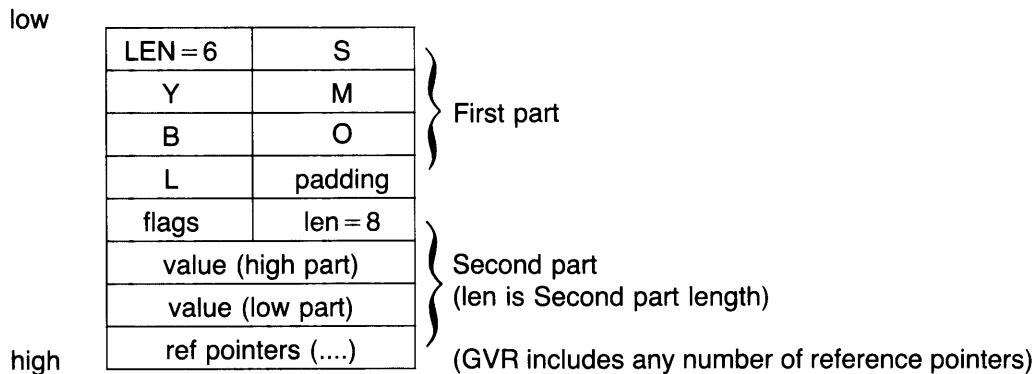 low
LEN=6 S
Y M
B O
First part
L padding
flags len=8
value (high part)
Second part
value (low part)
(len is Second part length)
high
ref pointers (....)
(GVR includes any number of reference pointers)